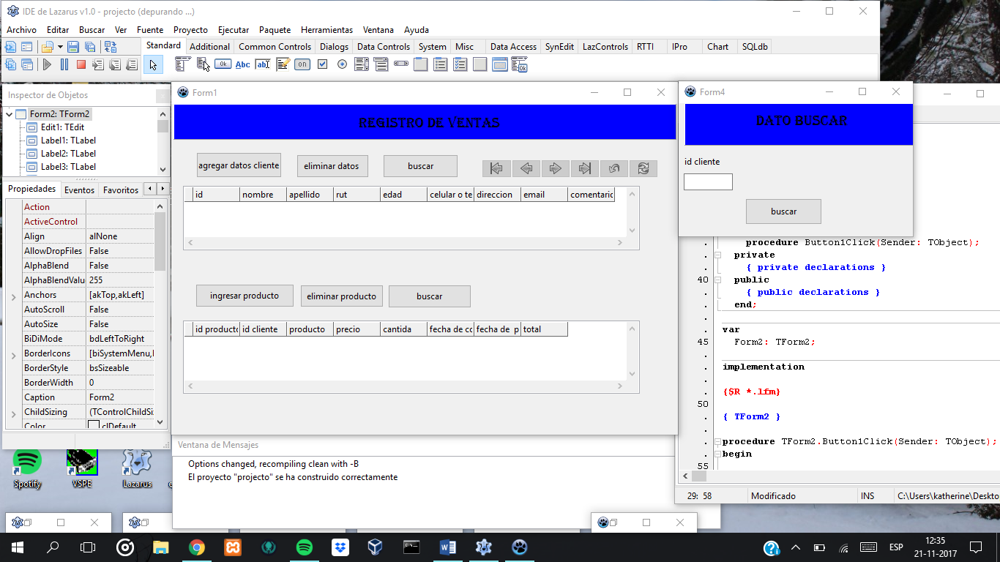 IDE de Lazarus v1.0 - projecto (depurando ...)
Archivo Editar Buscar Ver Fuente Proyecto Ejecutar Paquete Herramientas Ventana Ayuda
Standard Additional Common Controls Dialogs Data Controls System Misc Data Access SynEdit LazControls RTTI IPro Chart SQLdb
Ok Abc ab on Ok
Inspector de Objetos
Form2: TForm2
Edit1: TEdit
Label1: TLabel
Label2: TLabel
Label3: TLabel
Propiedades Eventos Favoritos
Action
ActiveControl
Align alNone
AllowDropFiles False
AlphaBlend False
AlphaBlendValu 255
Anchors [akTop,akLeft]
AutoScroll False
AutoSize False
BiDiMode bdLeftToRight
BorderIcons [biSystemMenu,
BorderStyle bsSizeable
BorderWidth 0
Caption Form2
ChildSizing (TControlChildSi
Color clDefault
Form1
REGISTRO DE VENTAS
agregar datos cliente eliminar datos buscar
id nombre apellido rut edad celular o te direccion email comentaric
ingresar producto eliminar producto buscar
id producto id cliente producto precio cantida fecha de co fecha de p total
Form4
DATO BUSCAR
id cliente
buscar
procedure Button1Click(Sender: TObject);
private
{ private declarations }
40 public
{ public declarations }
end;
var
45 Form2: TForm2;
implementation
{$R *.lfm}
50
{ TForm2 }
procedure TForm2.Button1Click(Sender: TObject);
begin
55
29: 58 Modificado INS C:\Users\katherine\Deskto
Ventana de Mensajes
Options changed, recompiling clean with -B
El proyecto "projecto" se ha construido correctamente
Spotify VSPE Lazarus
ESP
12:35
21-11-2017